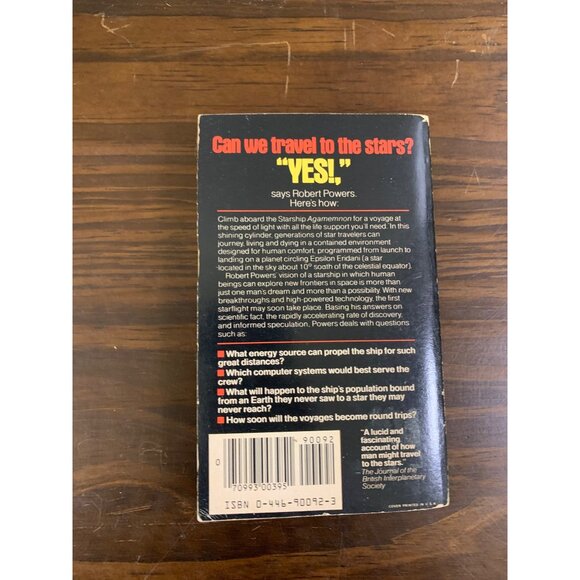 Can we travel to the stars?
"YES!,"
says Robert Powers.
Here's how:
Climb aboard the Starship Agamemnon for a voyage at
the speed of light with all the life support you'll need. In this
shining cylinder, generations of star travelers can
journey, living and dying in a contained environment
designed for human comfort, programmed from launch to
landing on a planet circling Epsilon Eridani (a star
located in the sky about 10° south of the celestial equator).
Robert Powers' vision of a starship in which human
beings can explore new frontiers in space is more than
just one man's dream and more than a possibility. With new
breakthroughs and high-powered technology, the first
starflight may soon take place. Basing his answers on
scientific fact, the rapidly accelerating rate of discovery,
and informed speculation, Powers deals with questions
such as:
■ What energy source can propel the ship for such
great distances?
■ Which computer systems would best serve the
crew?
■ What will happen to the ship's population bound
from an Earth they never saw to a star they may
never reach?
■ How soon will the voyages become round trips?
90092
0
70993 00395
ISBN 0-446-90092-3
"A lucid and
fascinating
account of how
man might travel
to the stars."
—The Journal of the
British Interplanetary
Society
COVER PRINTED IN U.S.A.